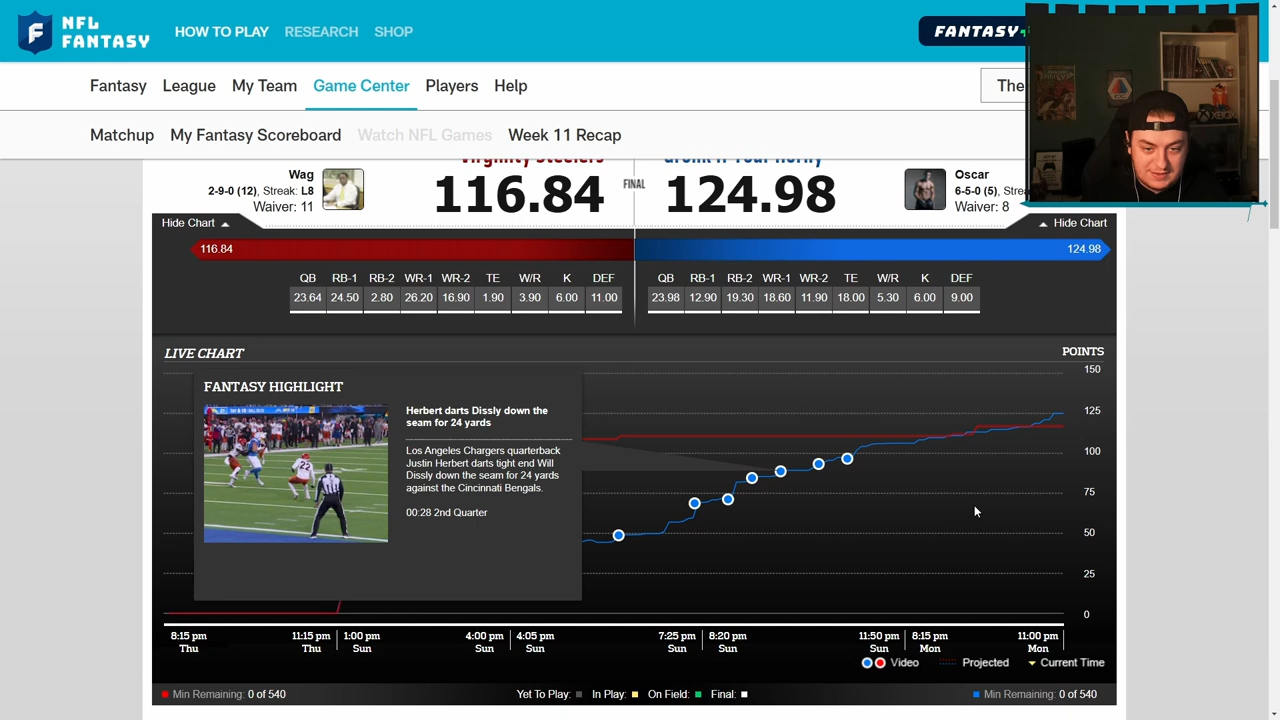 NFL
FANTASY
HOW TO PLAY
RESEARCH
SHOP
FANTASY+
Fantasy
League
My Team
Game Center
Players
Help
The
Matchup
My Fantasy Scoreboard
Watch NFL Games
Week 11 Recap
Wag
2-9-0 (12), Streak: L8
Waiver: 11
116.84
FINAL
124.98
Oscar
6-5-0 (5), Strea
Waiver: 8
Hide Chart
Hide Chart
116.84
124.98
QB RB-1 RB-2 WR-1 WR-2 TE W/R K DEF
23.64 24.50 2.80 26.20 16.90 1.90 3.90 6.00 11.00
QB RB-1 RB-2 WR-1 WR-2 TE W/R K DEF
23.98 12.90 19.30 18.60 11.90 18.00 5.30 6.00 9.00
LIVE CHART
POINTS
150
125
100
75
50
25
0
FANTASY HIGHLIGHT
Herbert darts Dissly down the
seam for 24 yards
Los Angeles Chargers quarterback
Justin Herbert darts tight end Will
Dissly down the seam for 24 yards
against the Cincinnati Bengals.
00:28 2nd Quarter
8:15 pm
Thu
11:15 pm
Thu
1:00 pm
Sun
4:00 pm
Sun
4:05 pm
Sun
7:25 pm
Sun
8:20 pm
Sun
11:50 pm
Sun
8:15 pm
Mon
11:00 pm
Mon
Video
Projected
Current Time
Min Remaining: 0 of 540
Yet To Play:
In Play:
On Field:
Final:
Min Remaining: 0 of 540